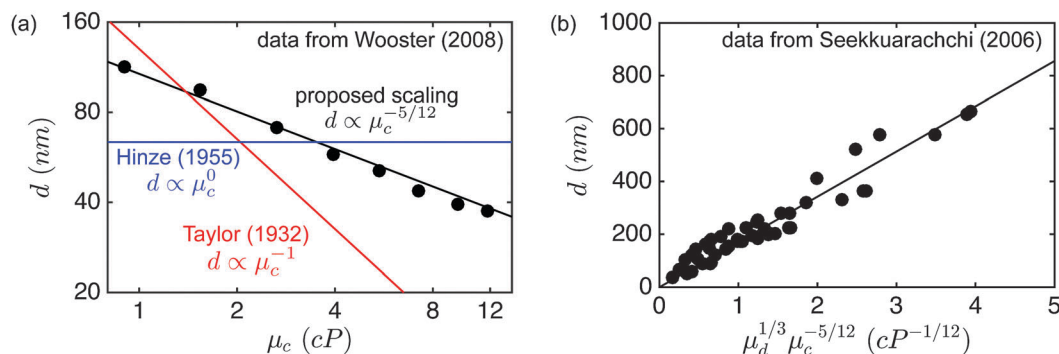 (a)
160
80
40
20
d (nm)
data from Wooster (2008)
proposed scaling
d ∝ μ_c^{-5/12}
Hinze (1955)
d ∝ μ_c^0
Taylor (1932)
d ∝ μ_c^{-1}
1 2 4 8 12
μ_c (cP)
(b)
1000
800
600
400
200
0
d (nm)
data from Seekkuarachchi (2006)
0 1 2 3 4 5
μ_d^{1/3} μ_c^{-5/12} (cP^{-1/12})